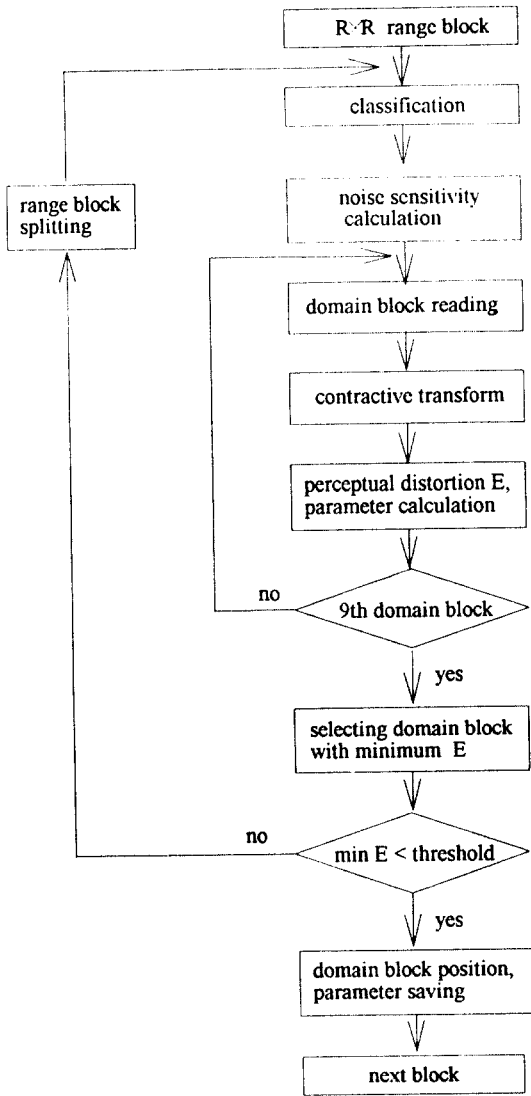 R×R range block
classification
noise sensitivity
calculation
range block
splitting
domain block reading
contractive transform
perceptual distortion E,
parameter calculation
no
9th domain block
yes
selecting domain block
with minimum E
no
min E < threshold
yes
domain block position,
parameter saving
next block